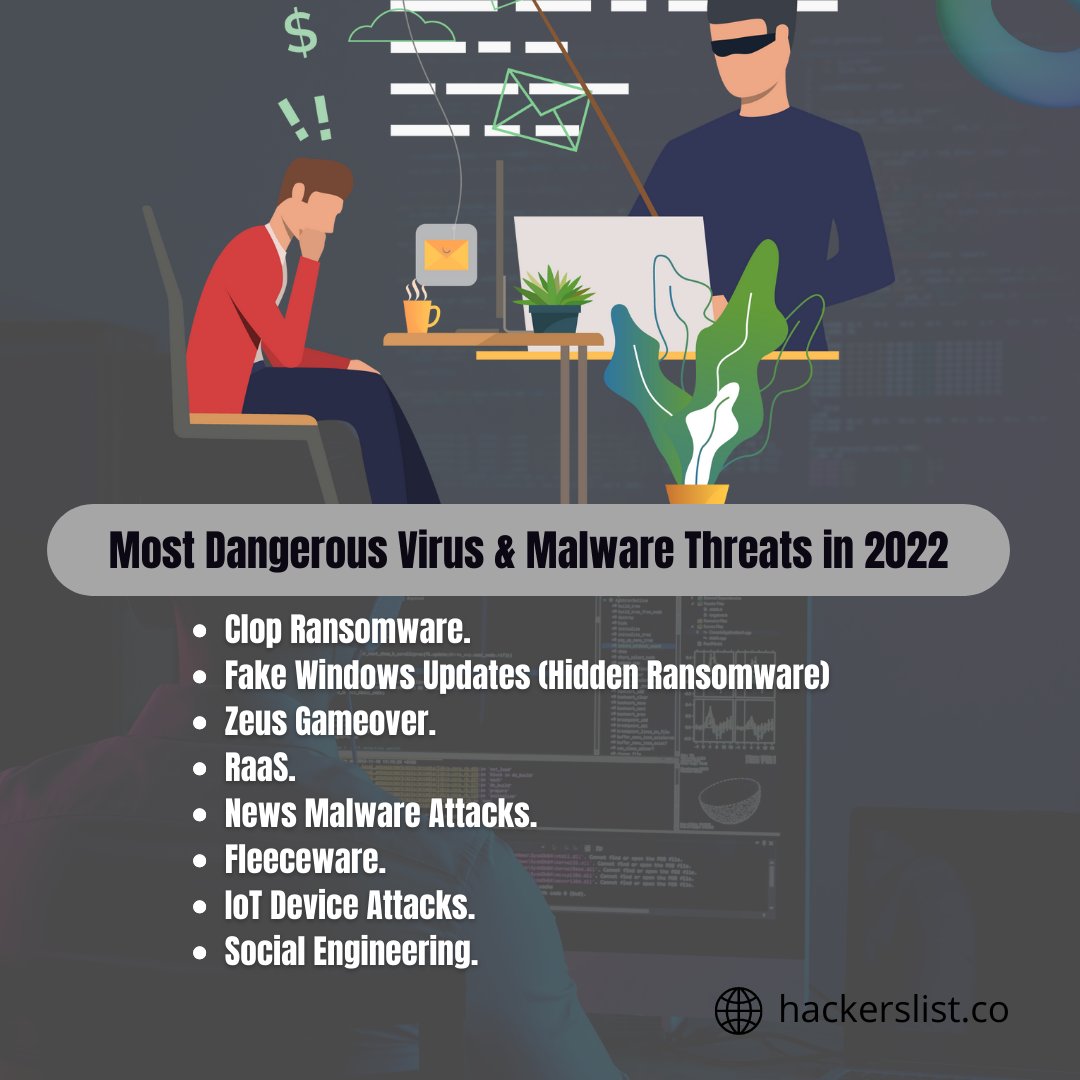 $
!!
Most Dangerous Virus & Malware Threats in 2022
• Clop Ransomware.
• Fake Windows Updates (Hidden Ransomware)
• Zeus Gameover.
• RaaS.
• News Malware Attacks.
• Fleeceware.
• IoT Device Attacks.
• Social Engineering.
hackerslist.co